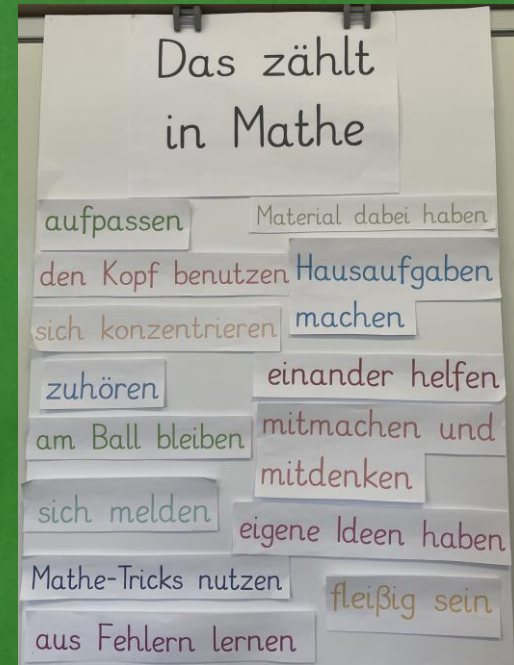 Das zählt
in Mathe
aufpassen
Material dabei haben
den Kopf benutzen
Hausaufgaben
machen
sich konzentrieren
zuhören
einander helfen
am Ball bleiben
mitmachen und
mitdenken
sich melden
eigene Ideen haben
Mathe-Tricks nutzen
fleißig sein
aus Fehlern lernen